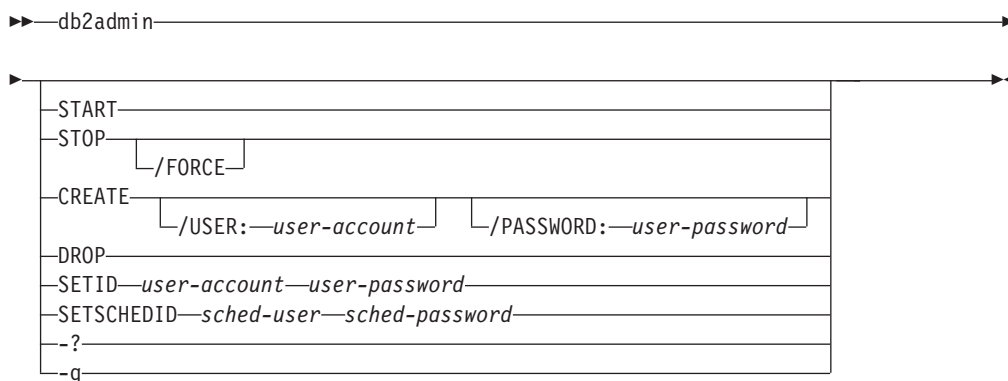 db2admin
START
STOP
/FORCE
CREATE
/USER: user-account /PASSWORD: user-password
DROP
SETID user-account user-password
SETSCHEDID sched-user sched-password
-?
-q